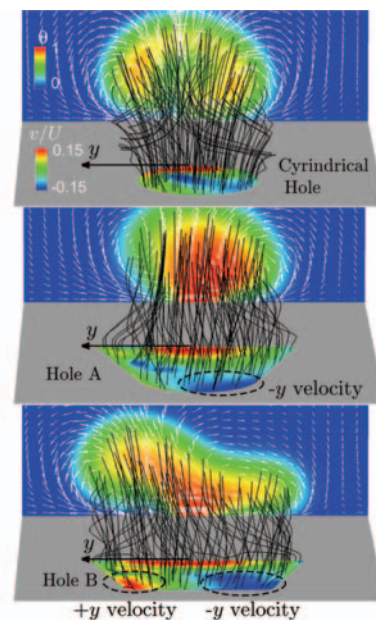 θ
1
0
v/U
0.15
-0.15
y
Cyrindrical
Hole
y
Hole A
-y velocity
y
Hole B
+y velocity
-y velocity